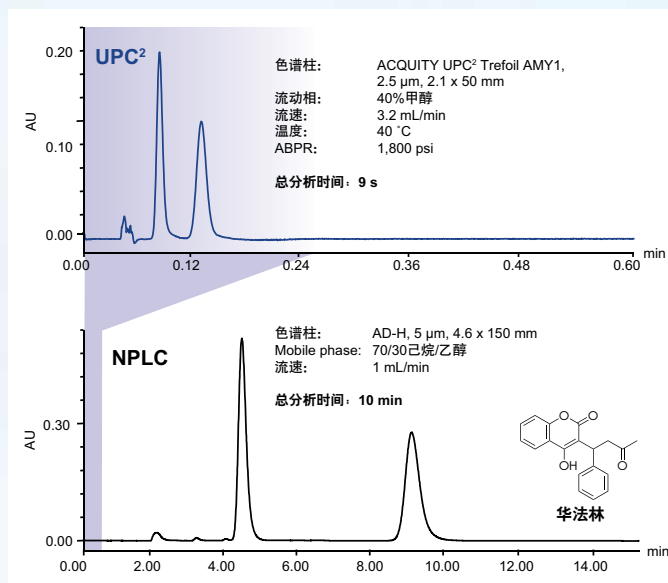 UPC²
AU
0.20
0.10
0.00
色谱柱: ACQUITY UPC² Trefoil AMY1,
2.5 µm, 2.1 x 50 mm
流动相: 40%甲醇
流速: 3.2 mL/min
温度: 40 ˚C
ABPR: 1,800 psi
总分析时间：9 s
0.00 0.12 0.24 0.36 0.48 0.60 min
NPLC
AU
0.30
0.00
色谱柱: AD-H, 5 µm, 4.6 x 150 mm
Mobile phase: 70/30己烷/乙醇
流速: 1 mL/min
总分析时间：10 min
O
O
OH
O
华法林
2.00 4.00 6.00 8.00 10.00 12.00 14.00 min